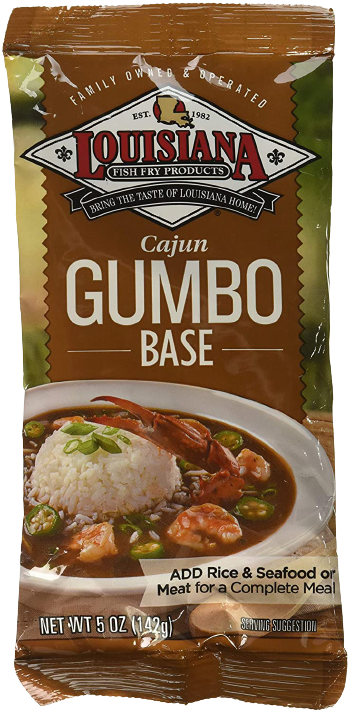 FAMILY OWNED & OPERATED
EST. 1982
LOUISIANA
FISH FRY PRODUCTS
BRING THE TASTE OF LOUISIANA HOME!
®
Cajun
GUMBO
BASE
ADD Rice & Seafood or
Meat for a Complete Meal
NET WT 5 OZ (142g)
SERVING SUGGESTION